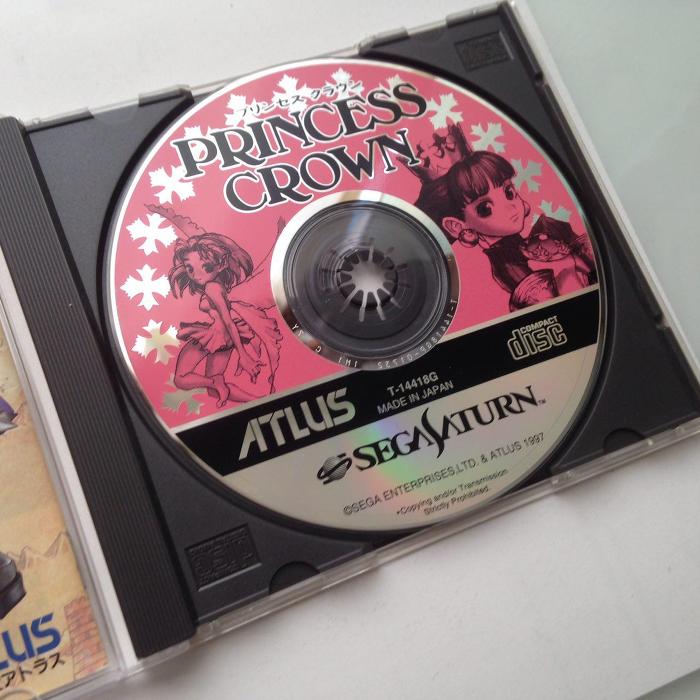 プリンセス クラウン
PRINCESS
CROWN
COMPACT
disc
ATLUS
T-14418G
MADE IN JAPAN
SEGA SATURN™
©SEGA ENTERPRISES,LTD. & ATLUS 1997
•Copying and/or Transmission
Strictly Prohibited.
LUS
アトラス